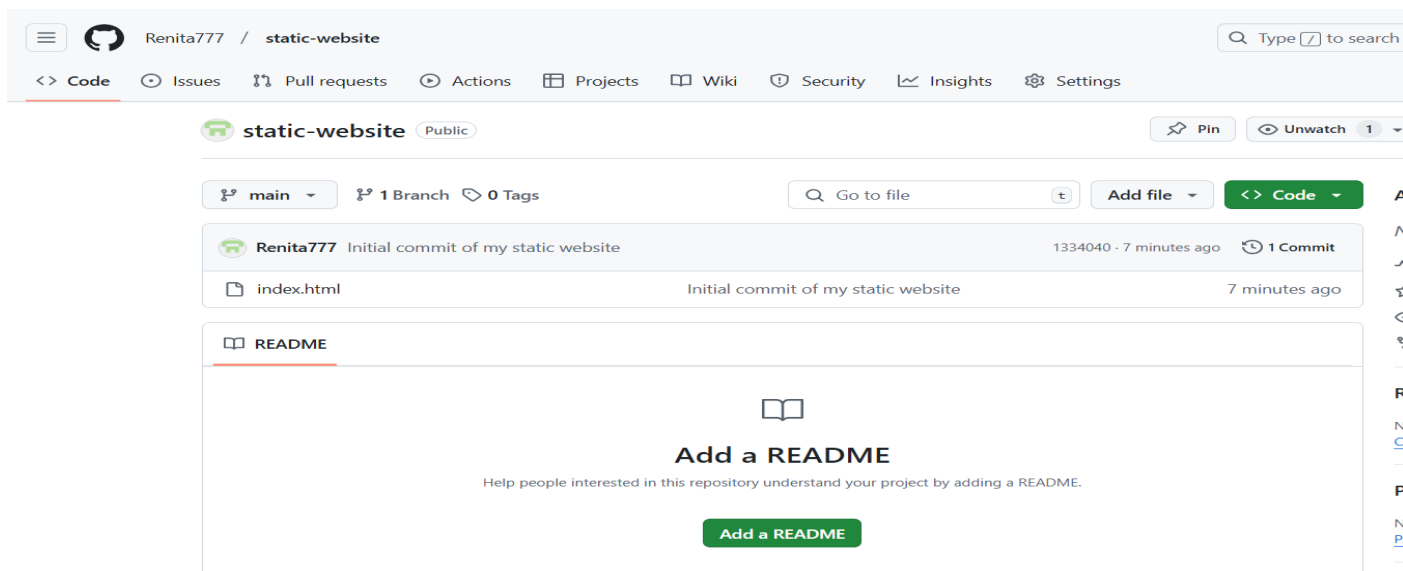 Renita777 / static-website
Type / to search
Code Issues Pull requests Actions Projects Wiki Security Insights Settings
static-website Public
Pin Unwatch 1
main 1 Branch 0 Tags Go to file t Add file Code
Renita777 Initial commit of my static website 1334040 · 7 minutes ago 1 Commit
index.html Initial commit of my static website 7 minutes ago
README
Add a README
Help people interested in this repository understand your project by adding a README.
Add a README